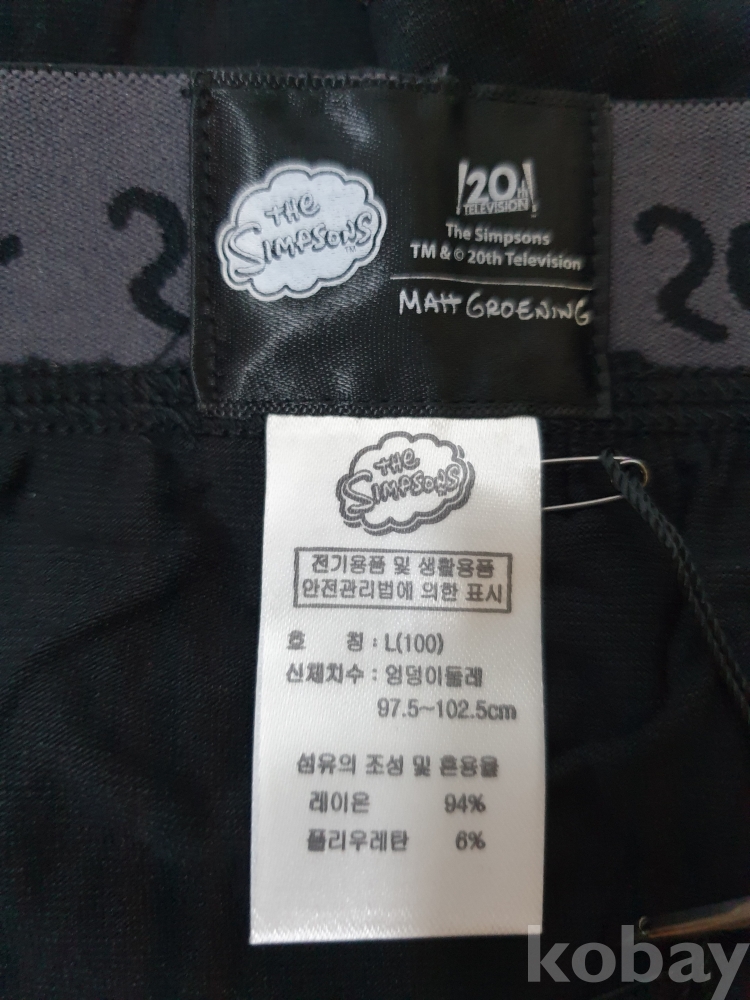 THE
SIMPSONS TM
20th
TELEVISION
The Simpsons
TM & © 20th Television
MATT GROENING
THE
SIMPSONS
전기용품 및 생활용품
안전관리법에 의한 표시
호 칭 : L(100)
신체치수 : 엉덩이둘레
97.5~102.5cm
섬유의 조성 및 혼용율
레이온 94%
폴리우레탄 6%
kobay